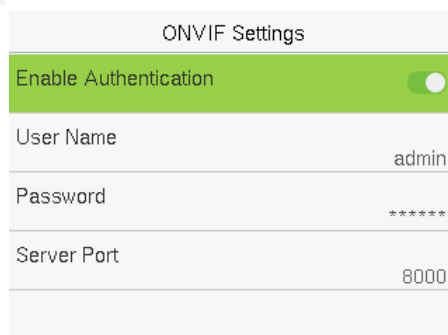 ONVIF Settings
Enable Authentication
User Name
admin
Password
******
Server Port
8000